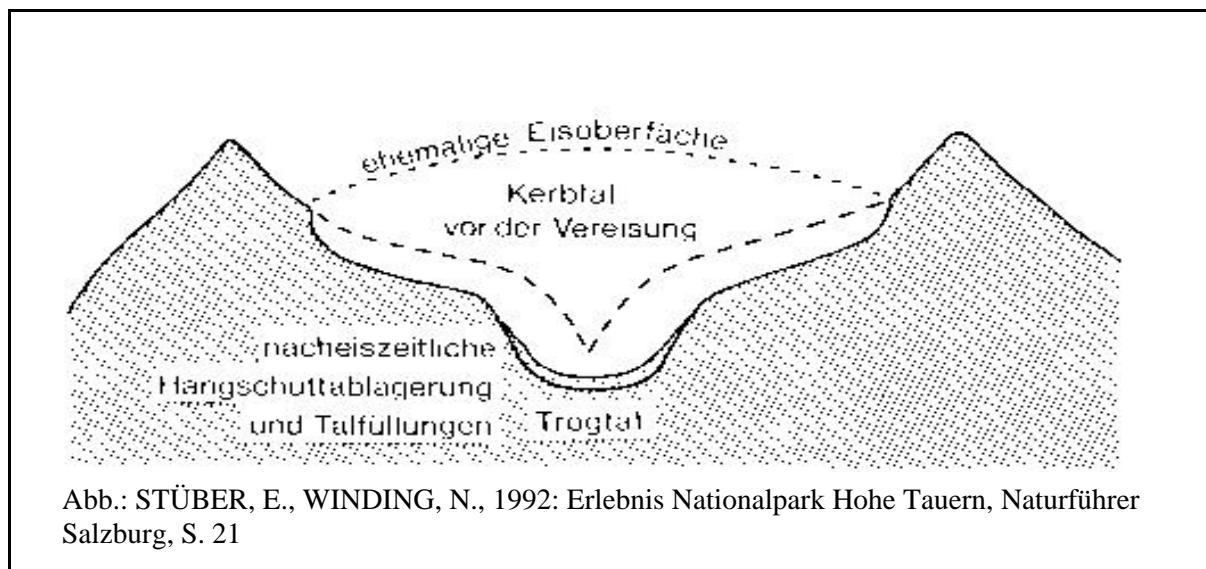 ehemalige Eisoberfäche
Kerbtal
vor der Vereisung
nacheiszeitliche
Hangschuttablagerung
und Talfüllungen
Trogtal
Abb.: STÜBER, E., WINDING, N., 1992: Erlebnis Nationalpark Hohe Tauern, Naturführer
Salzburg, S. 21